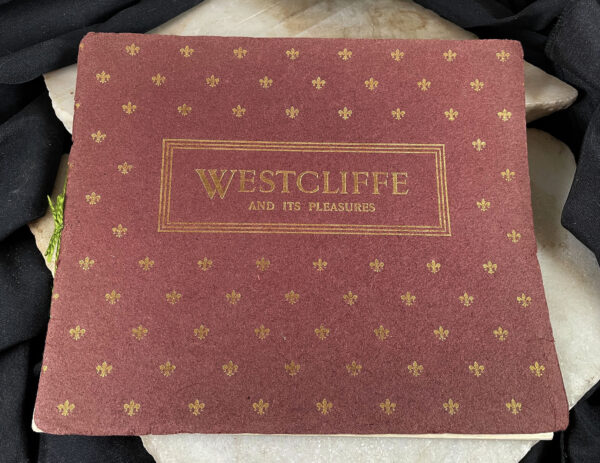 WESTCLIFFE
AND ITS PLEASURES